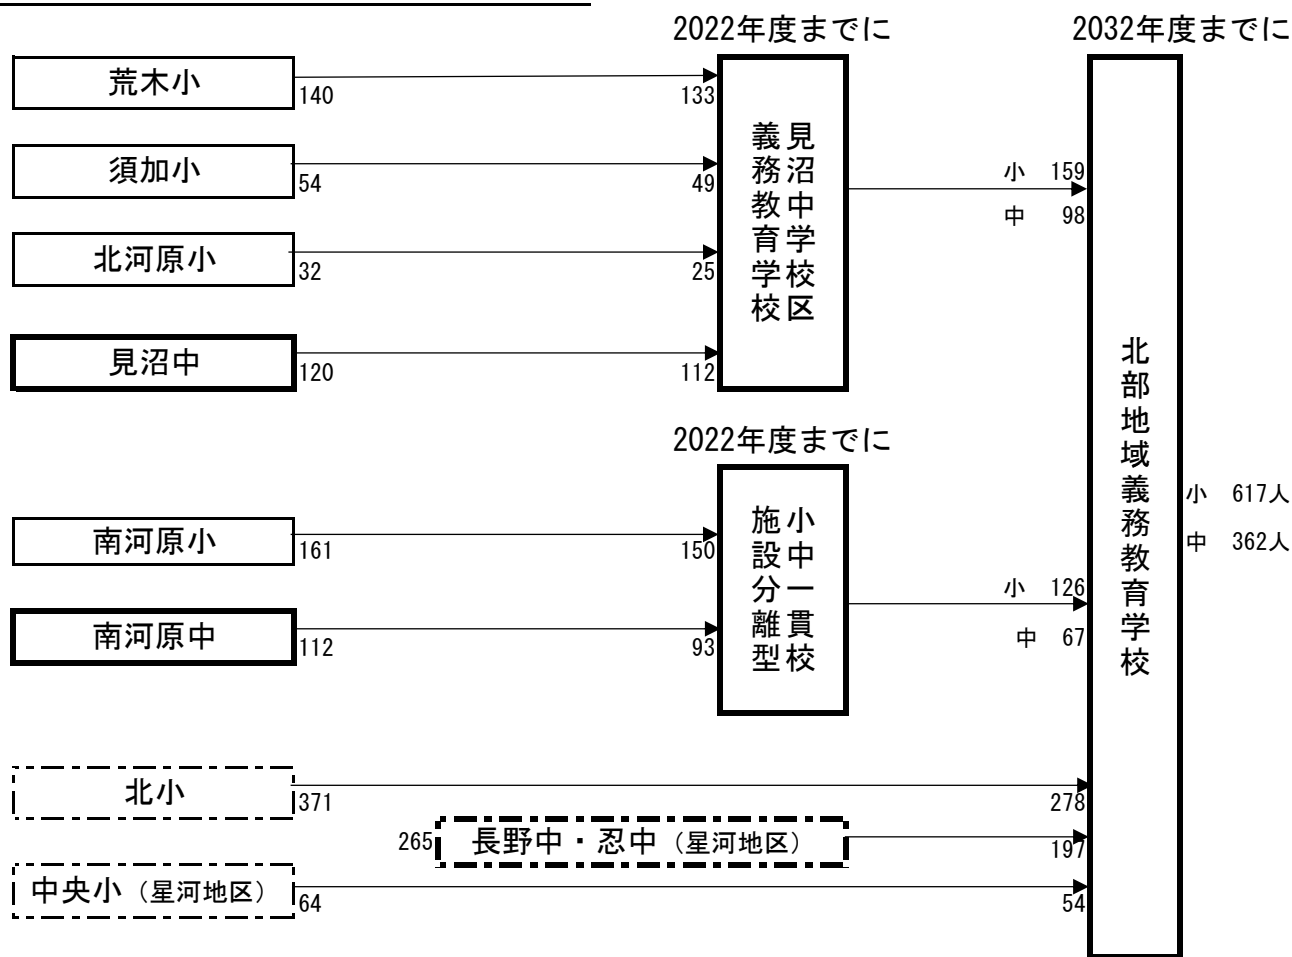 2022年度までに
2032年度までに
荒木小
140
133
須加小
54
49
北河原小
32
25
見沼中
120
112
見沼中学校区
義務教育学校
小 159
中 98
2022年度までに
南河原小
161
150
南河原中
112
93
小中一貫校
施設分離型
小 126
中 67
北部地域義務教育学校
小 617人
中 362人
北小
371
278
265
長野中・忍中（星河地区）
197
中央小（星河地区）
64
54